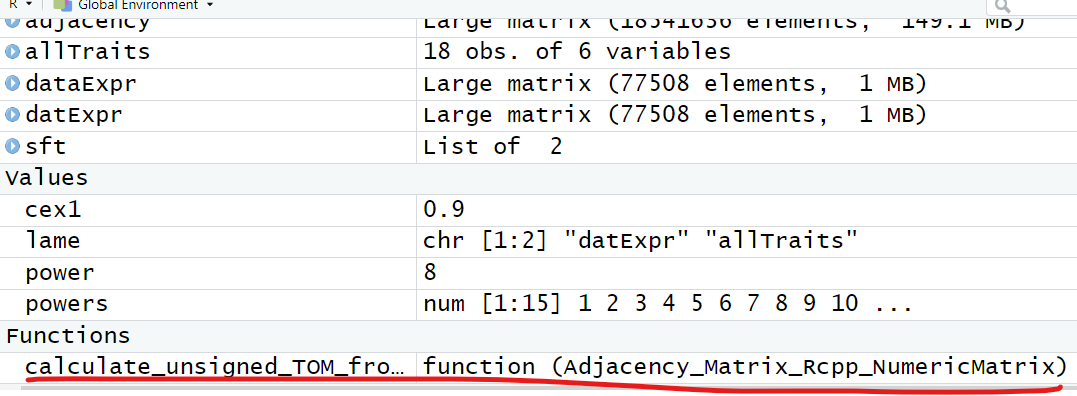 R Global Environment
adjacency Large matrix (18541636 elements, 149.1 MB)
allTraits 18 obs. of 6 variables
dataExpr Large matrix (77508 elements, 1 MB)
datExpr Large matrix (77508 elements, 1 MB)
sft List of 2
Values
cex1 0.9
lame chr [1:2] "datExpr" "allTraits"
power 8
powers num [1:15] 1 2 3 4 5 6 7 8 9 10 ...
Functions
calculate_unsigned_TOM_fro… function (Adjacency_Matrix_Rcpp_NumericMatrix)